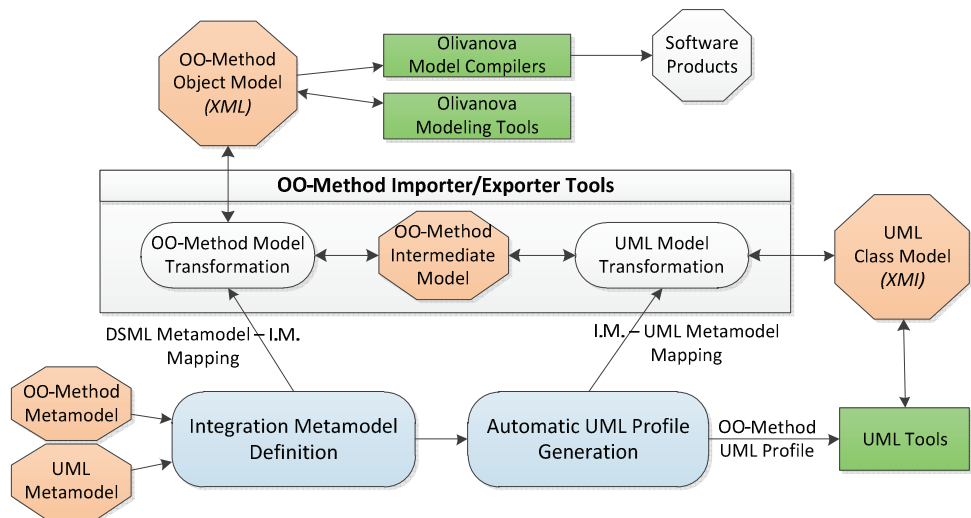 OO-Method
Object Model
(XML)
Olivanova
Model Compilers
Software
Products
Olivanova
Modeling Tools
OO-Method Importer/Exporter Tools
OO-Method Model
Transformation
OO-Method
Intermediate
Model
UML Model
Transformation
UML
Class Model
(XMI)
DSML Metamodel – I.M.
Mapping
I.M. – UML Metamodel
Mapping
OO-Method
Metamodel
UML
Metamodel
Integration Metamodel
Definition
Automatic UML Profile
Generation
OO-Method
UML Profile
UML Tools